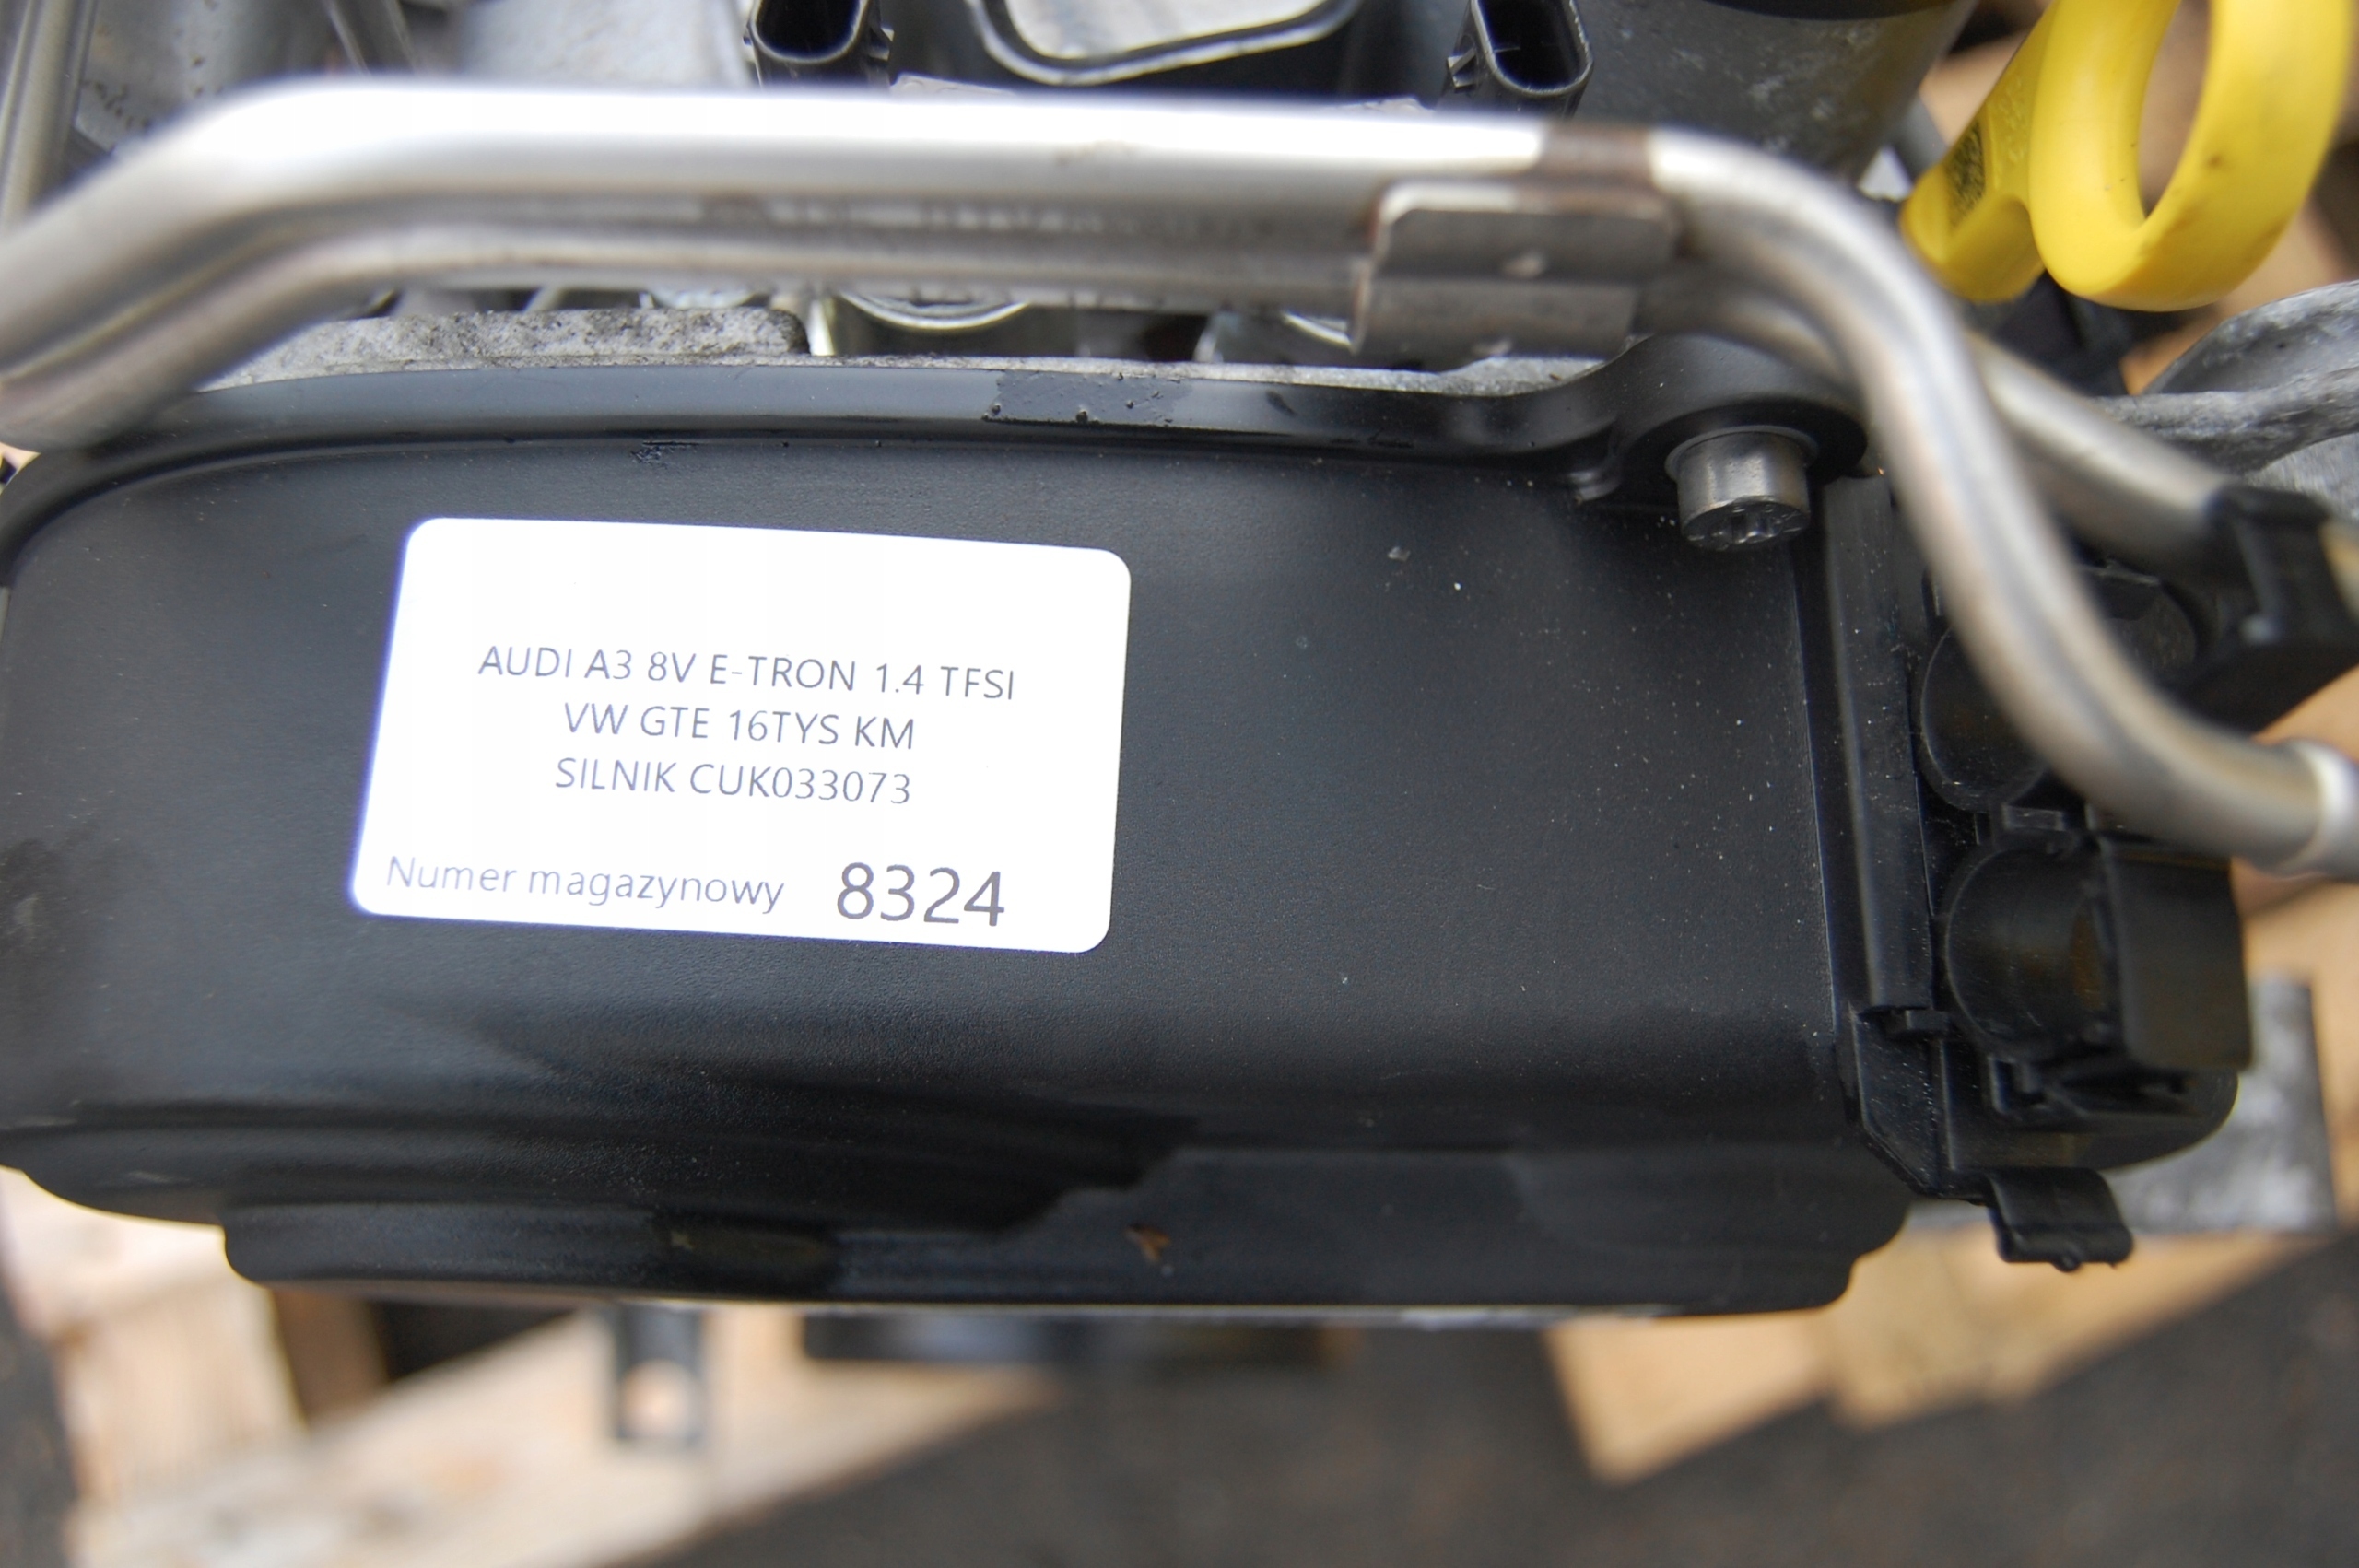 AUDI A3 8V E-TRON 1.4 TFSI
VW GTE 16TYS KM
SILNIK CUK033073
Numer magazynowy 8324